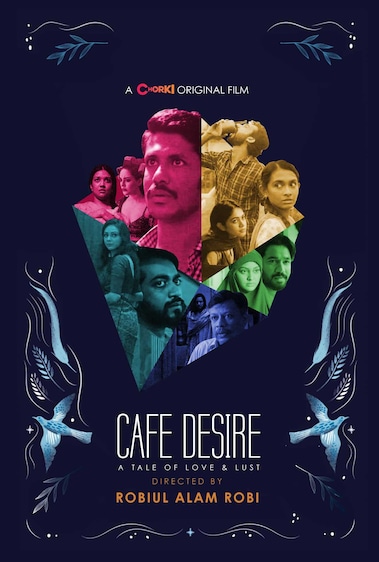 A CHORKI ORIGINAL FILM
CAFE DESIRE
A TALE OF LOVE & LUST
DIRECTED BY
ROBIUL ALAM ROBI